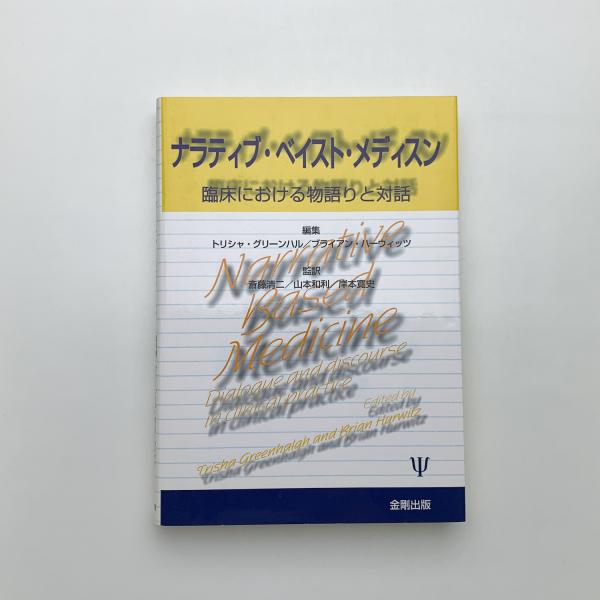 ナラティブ・ベイスト・メディスン
臨床における物語りと対話
編集
トリシャ・グリーンハル／ブライアン・ハーウィッツ
監訳
斎藤清二／山本和利／岸本寛史
Narrative
Based
Medicine
Dialogue and discourse
in clinical practice
Edited by
Trisha Greenhalgh and Brian Hurwitz
Ψ
金剛出版